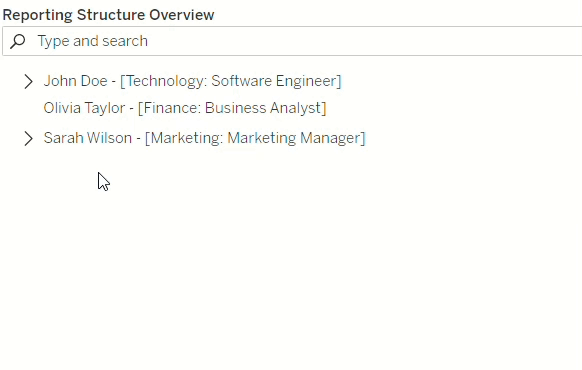 Reporting Structure Overview
Type and search
John Doe - [Technology: Software Engineer]
Olivia Taylor - [Finance: Business Analyst]
Sarah Wilson - [Marketing: Marketing Manager]